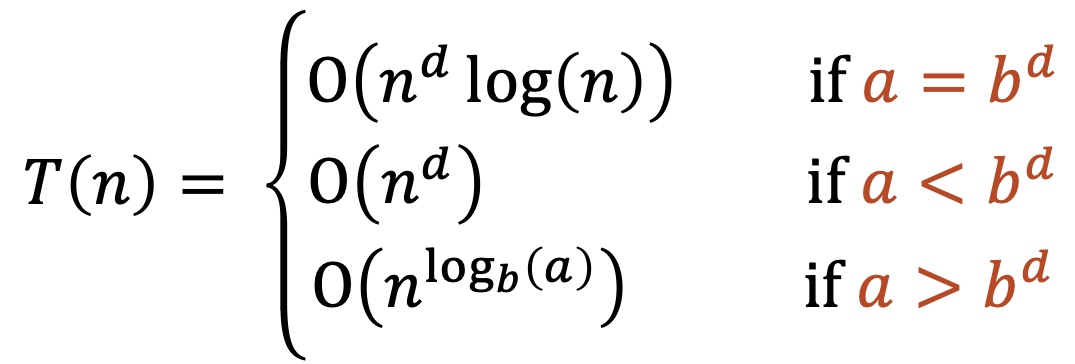 O(n^d log(n)) if a = b^d
T(n) = { O(n^d) if a < b^d
O(n^{log_b(a)}) if a > b^d